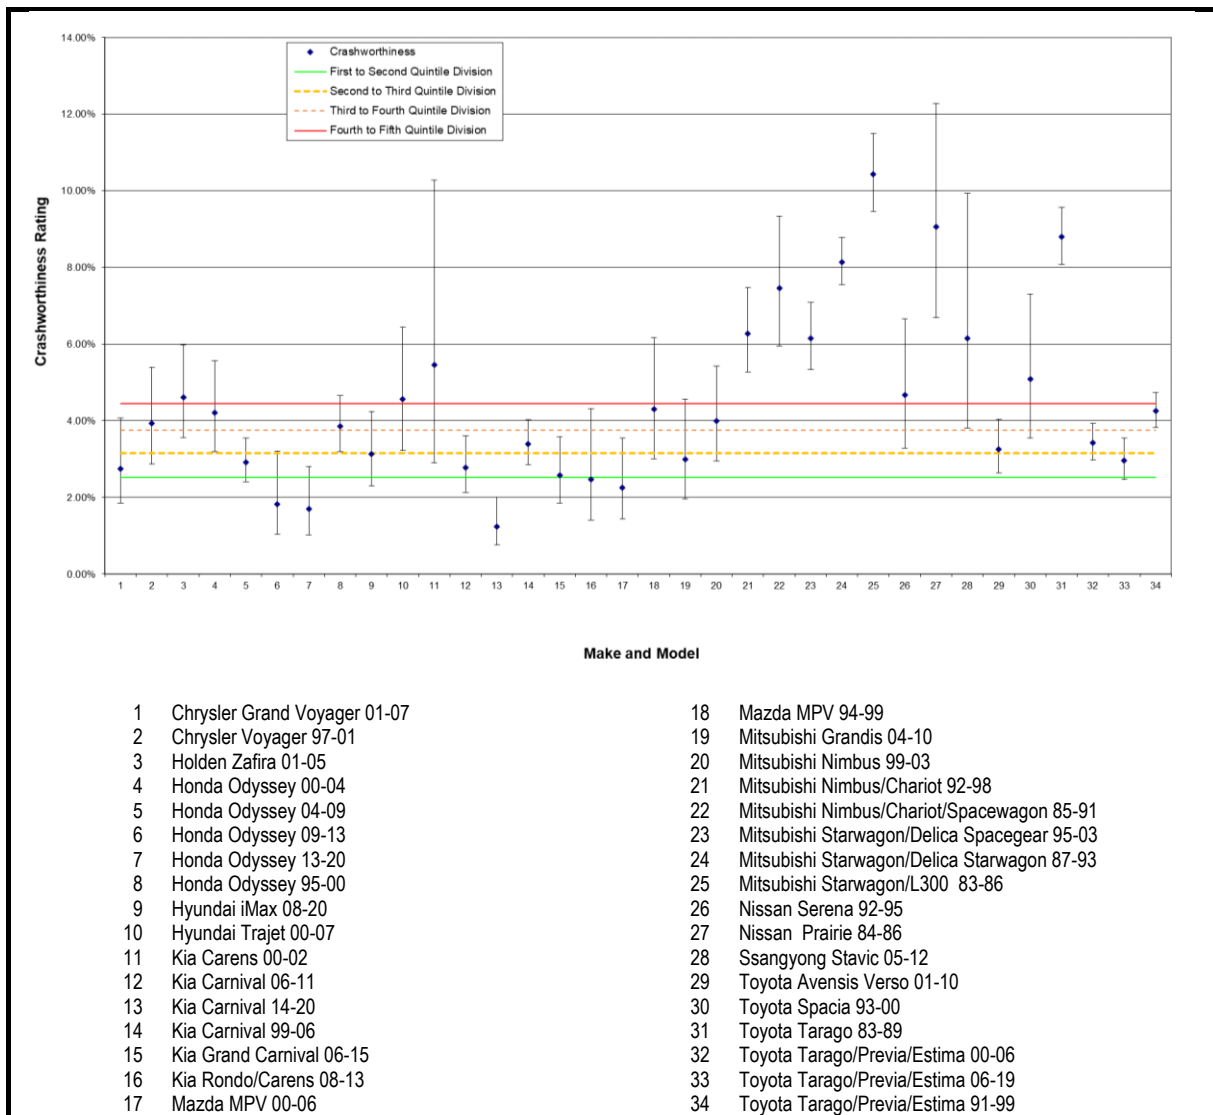 14.00%
Crashworthiness
First to Second Quintile Division
Second to Third Quintile Division
Third to Fourth Quintile Division
Fourth to Fifth Quintile Division
12.00%
10.00%
8.00%
6.00%
4.00%
2.00%
0.00%
Crashworthiness Rating
1 2 3 4 5 6 7 8 9 10 11 12 13 14 15 16 17 18 19 20 21 22 23 24 25 26 27 28 29 30 31 32 33 34
Make and Model
1 Chrysler Grand Voyager 01-07
2 Chrysler Voyager 97-01
3 Holden Zafira 01-05
4 Honda Odyssey 00-04
5 Honda Odyssey 04-09
6 Honda Odyssey 09-13
7 Honda Odyssey 13-20
8 Honda Odyssey 95-00
9 Hyundai iMax 08-20
10 Hyundai Trajet 00-07
11 Kia Carens 00-02
12 Kia Carnival 06-11
13 Kia Carnival 14-20
14 Kia Carnival 99-06
15 Kia Grand Carnival 06-15
16 Kia Rondo/Carens 08-13
17 Mazda MPV 00-06
18 Mazda MPV 94-99
19 Mitsubishi Grandis 04-10
20 Mitsubishi Nimbus 99-03
21 Mitsubishi Nimbus/Chariot 92-98
22 Mitsubishi Nimbus/Chariot/Spacewagon 85-91
23 Mitsubishi Starwagon/Delica Spacegear 95-03
24 Mitsubishi Starwagon/Delica Starwagon 87-93
25 Mitsubishi Starwagon/L300 83-86
26 Nissan Serena 92-95
27 Nissan Prairie 84-86
28 Ssangyong Stavic 05-12
29 Toyota Avensis Verso 01-10
30 Toyota Spacia 93-00
31 Toyota Tarago 83-89
32 Toyota Tarago/Previa/Estima 00-06
33 Toyota Tarago/Previa/Estima 06-19
34 Toyota Tarago/Previa/Estima 91-99